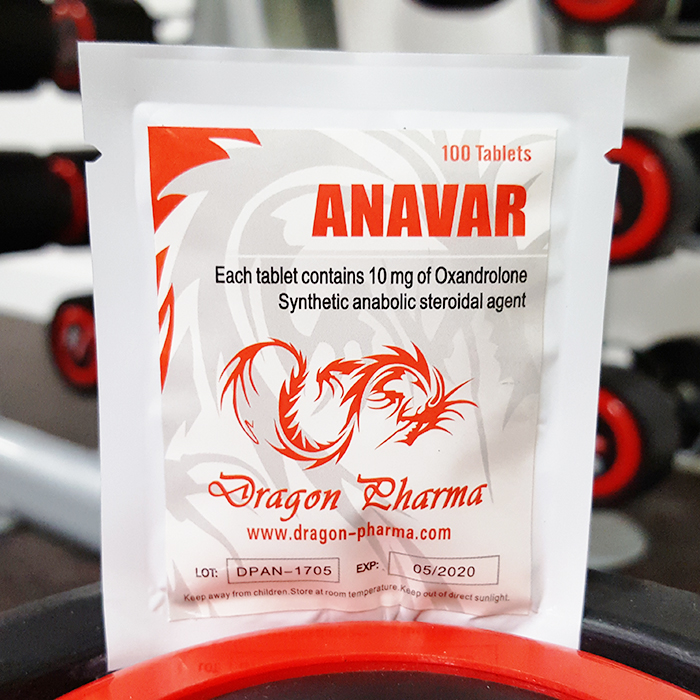 100 Tablets
ANAVAR
Each tablet contains 10 mg of Oxandrolone
Synthetic anabolic steroidal agent
Dragon Pharma
www.dragon-pharma.com
LOT: DPAN-1705 EXP: 05/2020
Keep away from children.Store at room temperature.Keep out of direct sunlight.